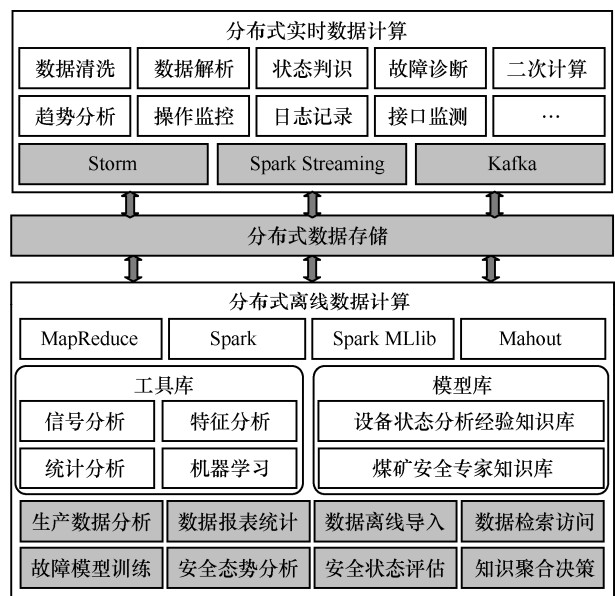 分布式实时数据计算
数据清洗 数据解析 状态判识 故障诊断 二次计算
趋势分析 操作监控 日志记录 接口监测 …
Storm Spark Streaming Kafka
分布式数据存储
分布式离线数据计算
MapReduce Spark Spark MLlib Mahout
工具库 模型库
信号分析 特征分析 设备状态分析经验知识库
统计分析 机器学习 煤矿安全专家知识库
生产数据分析 数据报表统计 数据离线导入 数据检索访问
故障模型训练 安全态势分析 安全状态评估 知识聚合决策